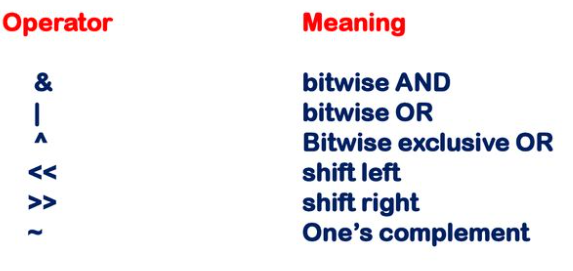 Operator Meaning
& bitwise AND
| bitwise OR
^ Bitwise exclusive OR
<< shift left
>> shift right
~ One’s complement